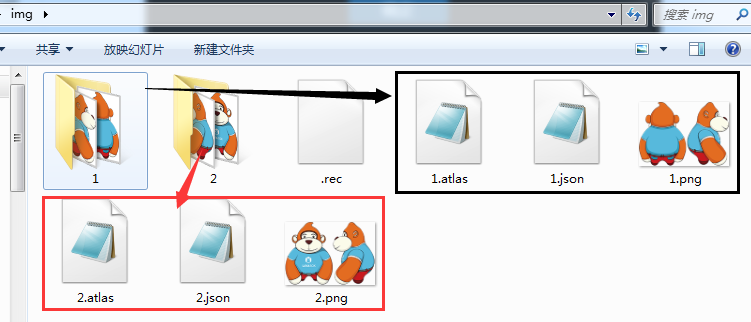 img
搜索 img
共享
放映幻灯片
新建文件夹
1
2
.rec
1.atlas
1.json
1.png
2.atlas
2.json
2.png